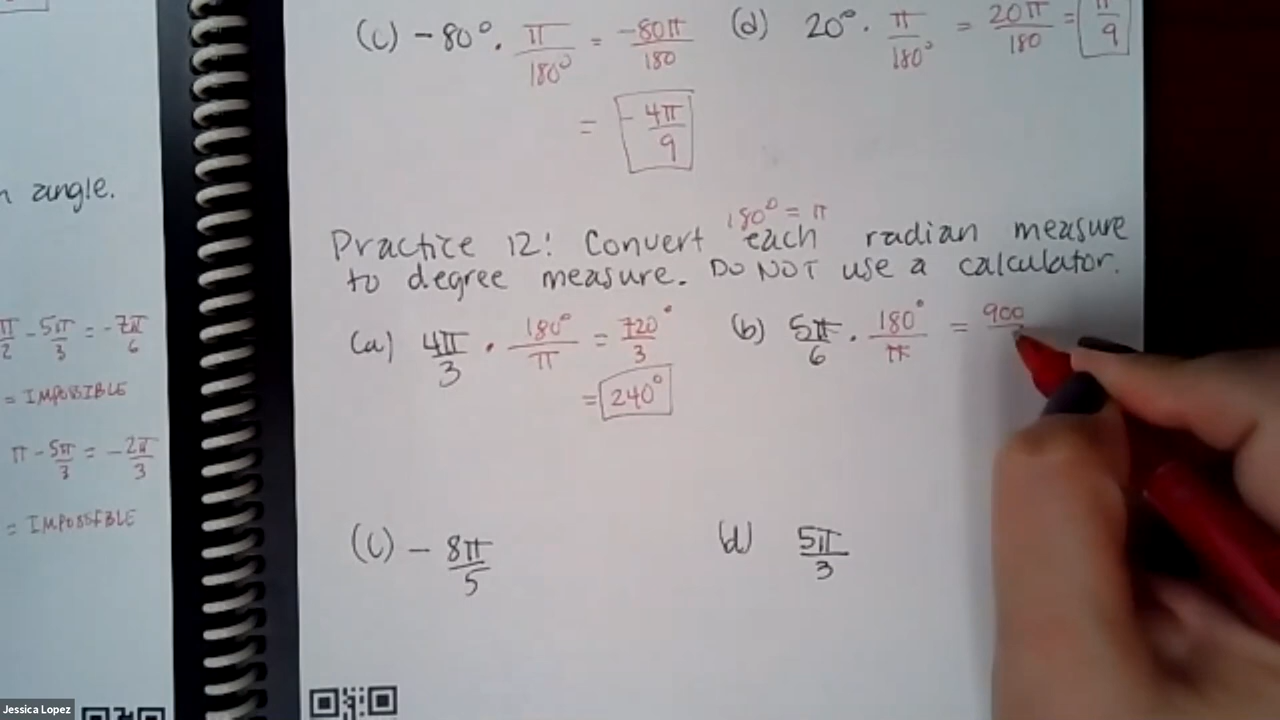 (c) -80° · π/180° = -80π/180
= -4π/9
(d) 20° · π/180° = 20π/180 = π/9
angle.
180° = π
Practice 12: Convert each radian measure
to degree measure. DO NOT use a calculator.
(a) 4π/3 · 180°/π = 720°/3
= 240°
(b) 5π/6 · 180°/π = 900
(c) - 8π/5
(d) 5π/3
π/2 - 5π/3 = -7π/6
= IMPOSSIBLE
π - 5π/3 = -2π/3
= IMPOSSIBLE
Jessica Lopez